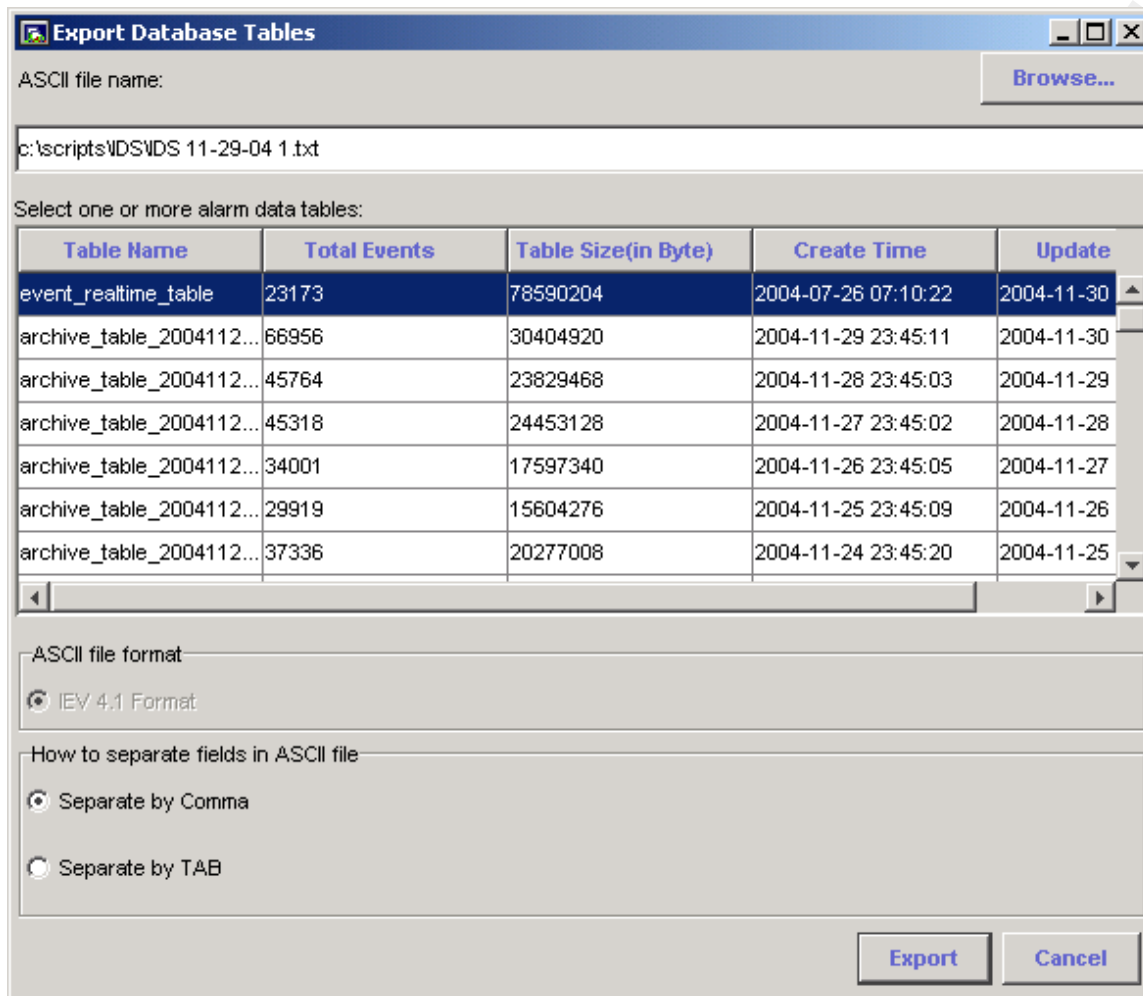 Export Database Tables
ASCII file name:
Browse...
c:\scripts\IDS\IDS 11-29-04 1.txt
Select one or more alarm data tables:
Table Name Total Events Table Size(in Byte) Create Time Update
event_realtime_table 23173 78590204 2004-07-26 07:10:22 2004-11-30
archive_table_2004112... 66956 30404920 2004-11-29 23:45:11 2004-11-30
archive_table_2004112... 45764 23829468 2004-11-28 23:45:03 2004-11-29
archive_table_2004112... 45318 24453128 2004-11-27 23:45:02 2004-11-28
archive_table_2004112... 34001 17597340 2004-11-26 23:45:05 2004-11-27
archive_table_2004112... 29919 15604276 2004-11-25 23:45:09 2004-11-26
archive_table_2004112... 37336 20277008 2004-11-24 23:45:20 2004-11-25
ASCII file format
IEV 4.1 Format
How to separate fields in ASCII file
Separate by Comma
Separate by TAB
Export Cancel